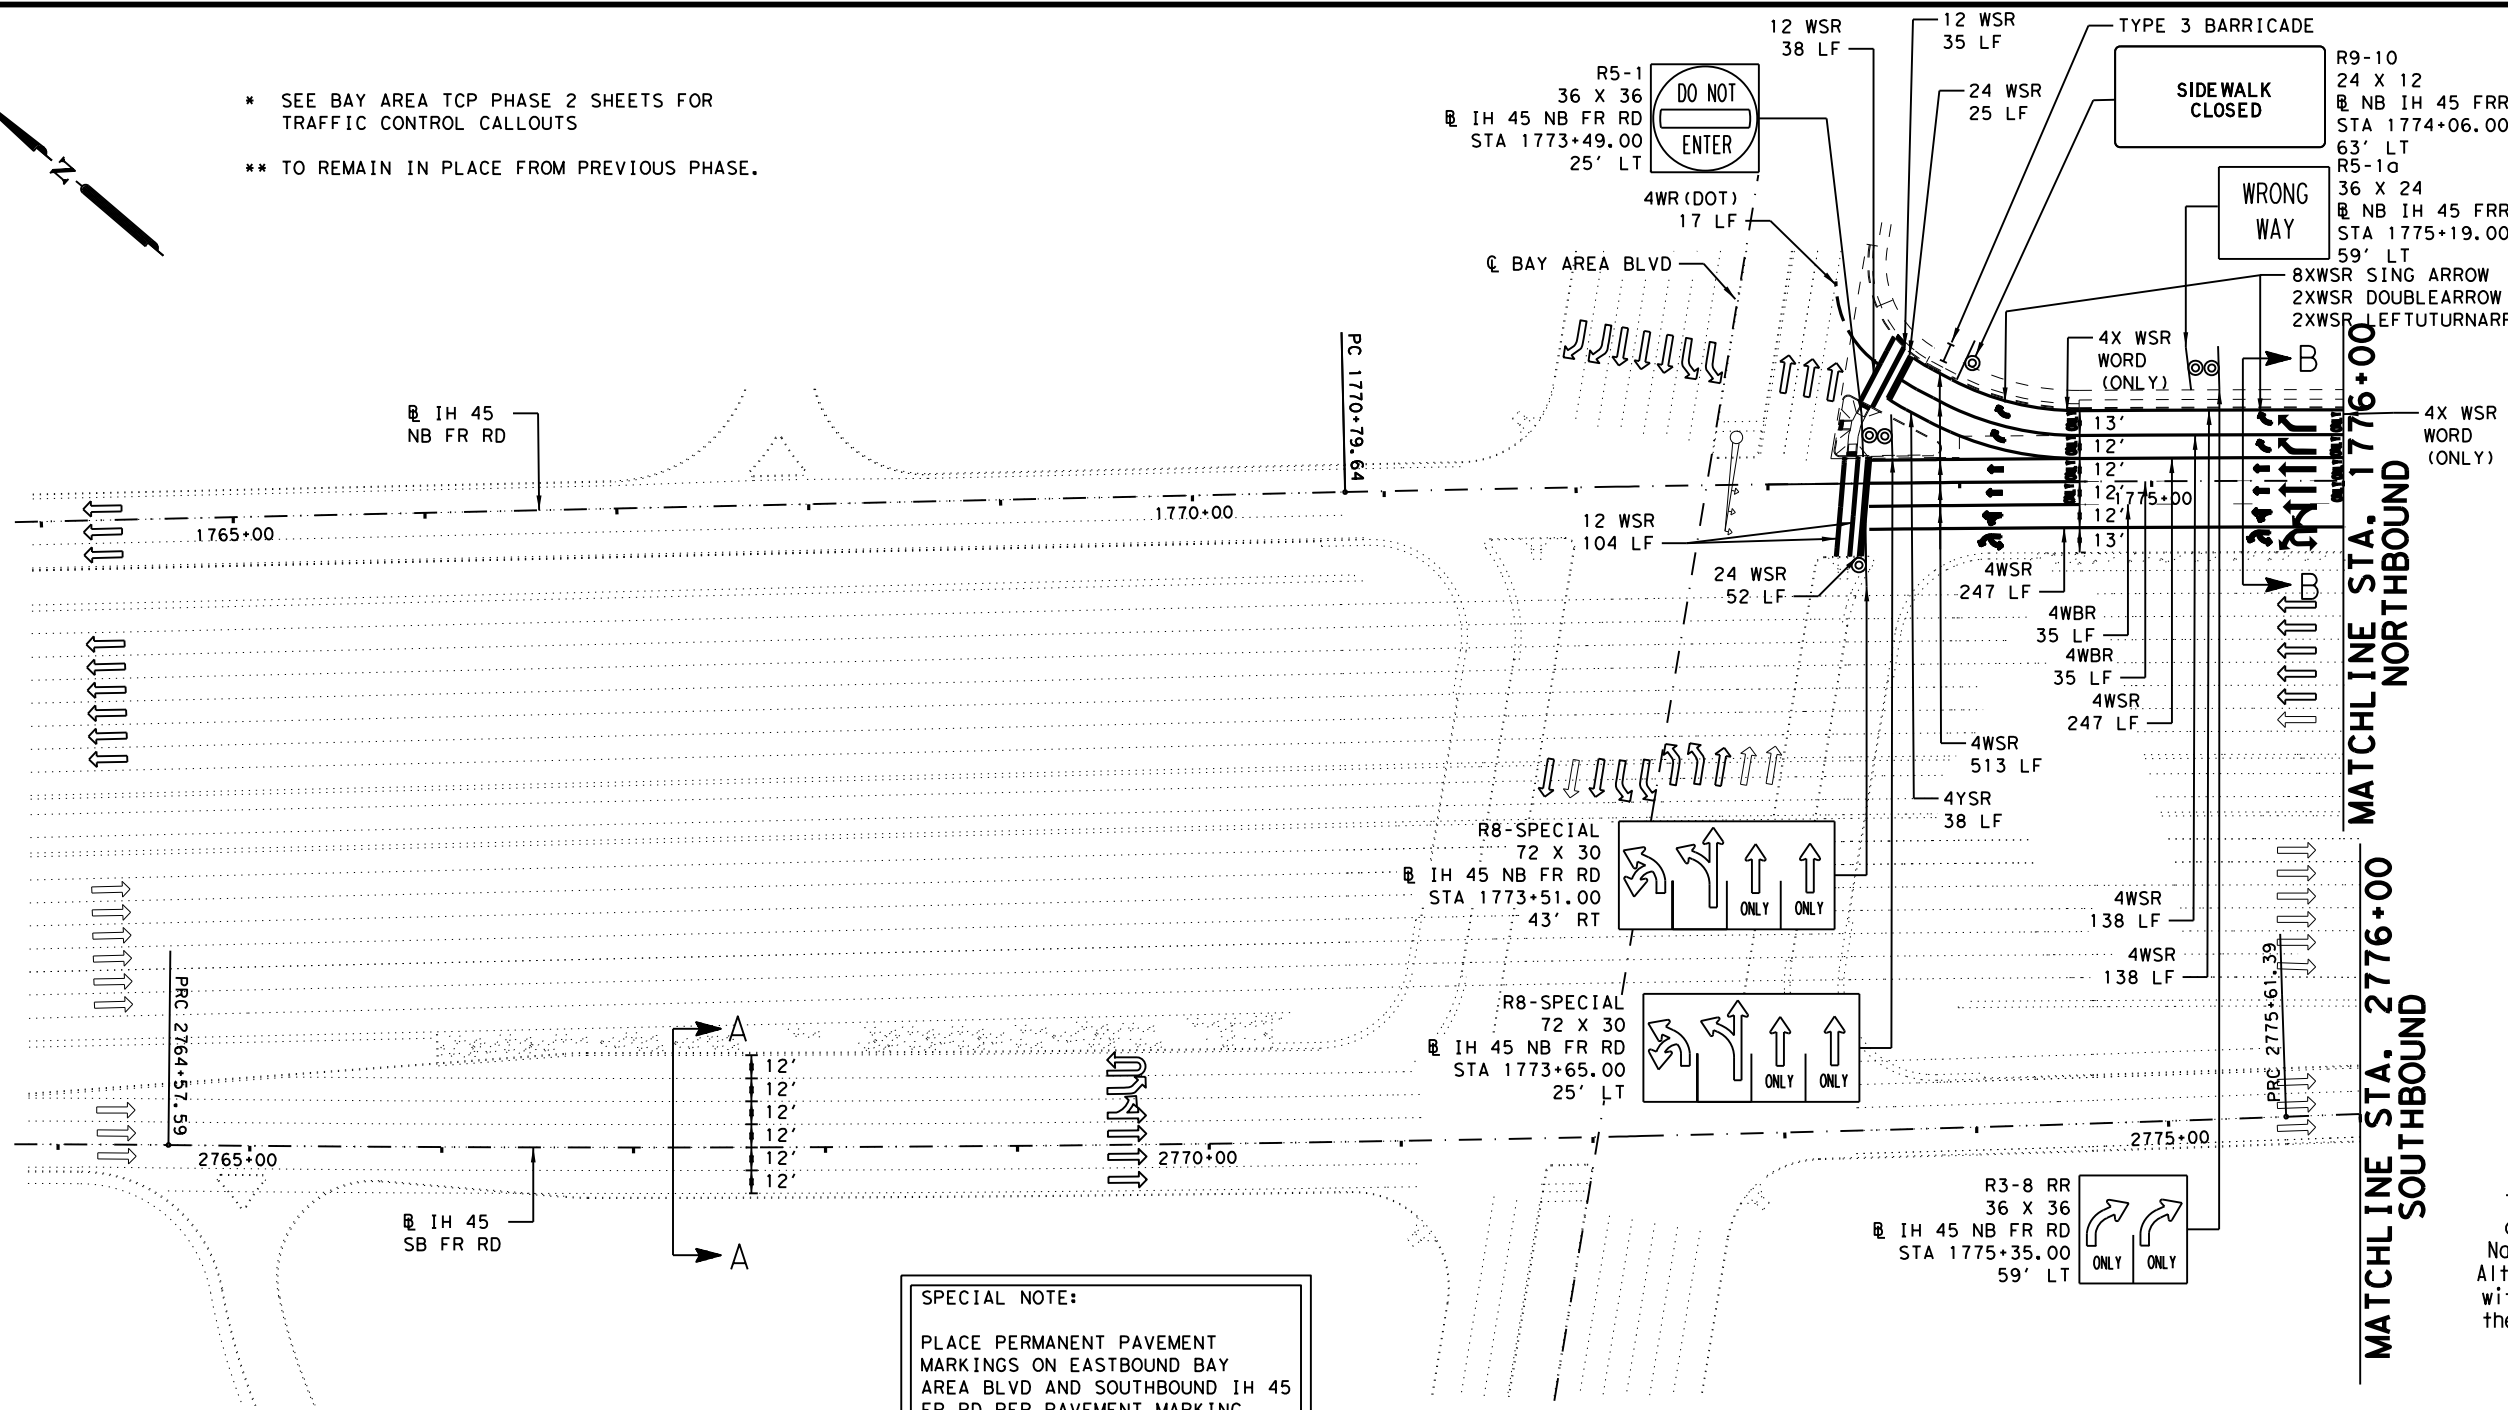 * SEE BAY AREA TCP PHASE 2 SHEETS FOR
TRAFFIC CONTROL CALLOUTS
** TO REMAIN IN PLACE FROM PREVIOUS PHASE.
N
12 WSR
38 LF
12 WSR
35 LF
TYPE 3 BARRICADE
R5-1
36 X 36
℄ IH 45 NB FR RD
STA 1773+49.00
25' LT
DO NOT
ENTER
24 WSR
25 LF
SIDEWALK
CLOSED
R9-10
24 X 12
℄ NB IH 45 FRR
STA 1774+06.00
63' LT
R5-1a
36 X 24
℄ NB IH 45 FRR
STA 1775+19.00
59' LT
WRONG
WAY
4WR(DOT)
17 LF
℄ BAY AREA BLVD
8XWSR SING ARROW
2XWSR DOUBLEARROW
2XWSR LEFTUTURNARR
4X WSR
WORD
(ONLY)
B
4X WSR
WORD
(ONLY)
PC 1770+79.64
℄ IH 45
NB FR RD
1765+00
1770+00
1775+00
13'
12'
12'
12'
12'
13'
12 WSR
104 LF
24 WSR
52 LF
4WSR
247 LF
B
4WBR
35 LF
4WBR
35 LF
4WSR
247 LF
MATCHLINE STA. 1776+00
NORTHBOUND
4WSR
513 LF
4YSR
38 LF
R8-SPECIAL
72 X 30
℄ IH 45 NB FR RD
STA 1773+51.00
43' RT
ONLY
ONLY
4WSR
138 LF
4WSR
138 LF
R8-SPECIAL
72 X 30
℄ IH 45 NB FR RD
STA 1773+65.00
25' LT
ONLY
ONLY
PRC 2764+57.59
PRC 2775+61.39
MATCHLINE STA. 2776+00
SOUTHBOUND
A
12'
12'
12'
12'
12'
12'
A
2765+00
2770+00
2775+00
℄ IH 45
SB FR RD
R3-8 RR
36 X 36
℄ IH 45 NB FR RD
STA 1775+35.00
59' LT
ONLY
ONLY
SPECIAL NOTE:
PLACE PERMANENT PAVEMENT
MARKINGS ON EASTBOUND BAY
AREA BLVD AND SOUTHBOUND IH 45
FR RD PER PAVEMENT MARKING
Alt
wi
the